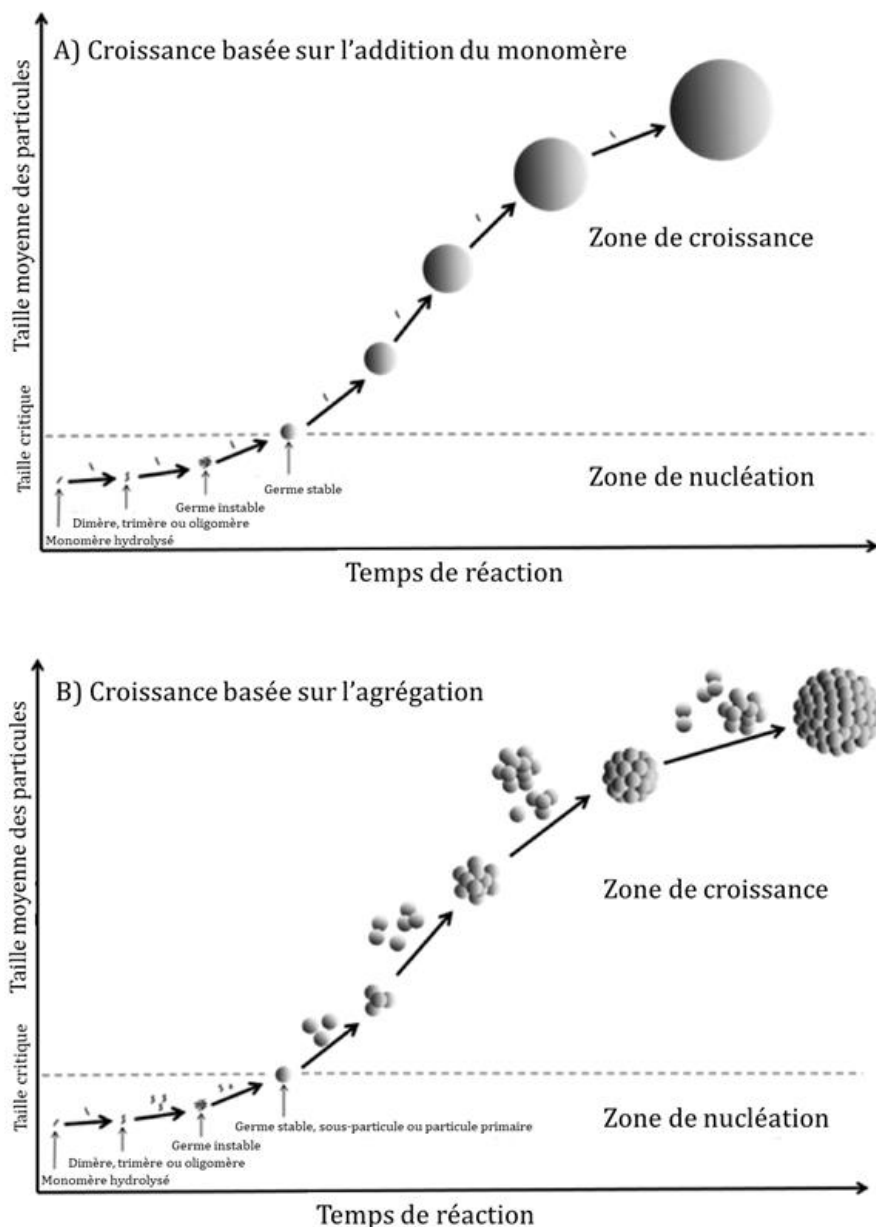 A) Croissance basée sur l'addition du monomère
Taille moyenne des particules
Zone de croissance
Taille critique
Zone de nucléation
Germe stable
Germe instable
Dimère, trimère ou oligomère
Monomère hydrolysé
Temps de réaction
B) Croissance basée sur l'agrégation
Taille moyenne des particules
Zone de croissance
Taille critique
Zone de nucléation
Germe stable, sous-particule ou particule primaire
Germe instable
Dimère, trimère ou oligomère
Monomère hydrolysé
Temps de réaction